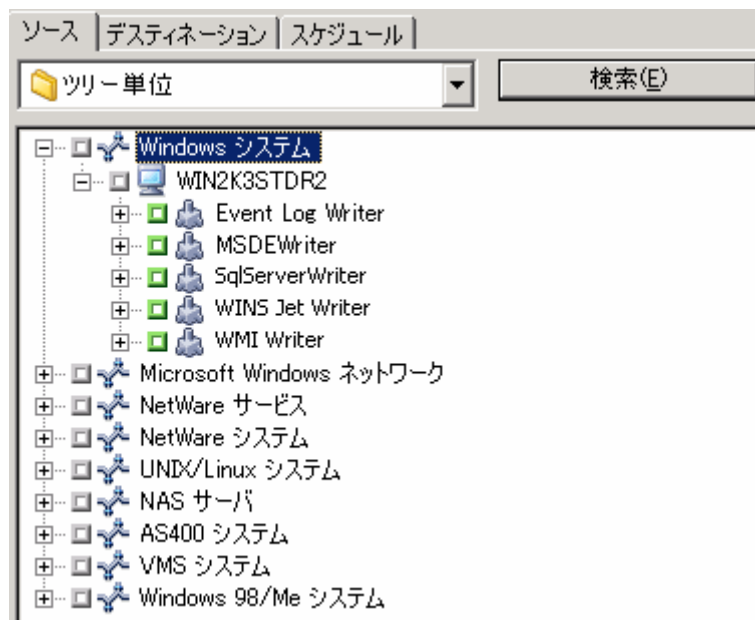 ソース デスティネーション スケジュール
ツリー単位 検索(E)
Windows システム
WIN2K3STDR2
Event Log Writer
MSDEWriter
SqlServerWriter
WINS Jet Writer
WMI Writer
Microsoft Windows ネットワーク
NetWare サービス
NetWare システム
UNIX/Linux システム
NAS サーバ
AS400 システム
VMS システム
Windows 98/Me システム